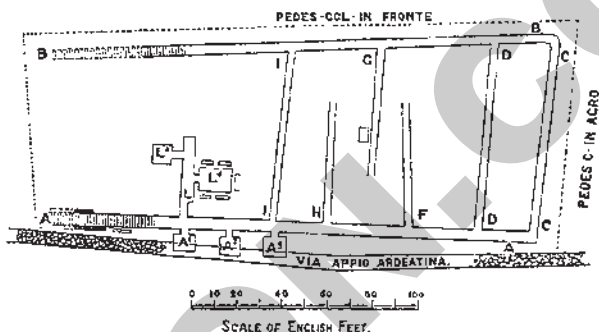 PEDES·CCL·IN FRONTE
B
B
I
G
D
C
PEDES C·IN AGRO
L
A
I
H
F
D
C
A
A
VIA APPIO ARDEATINA.
0 10 20 40 60 80 100
SCALE OF ENGLISH FEET.